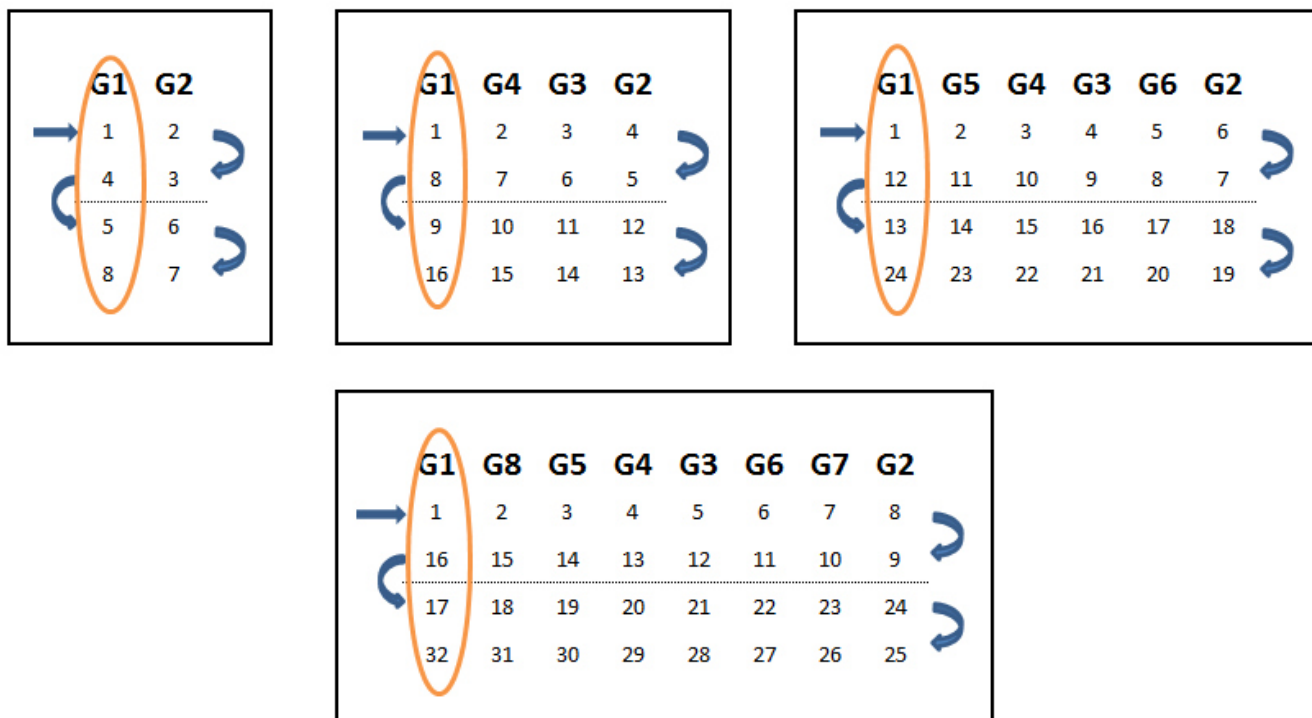 G1 G2
1 2
4 3
5 6
8 7
G1 G4 G3 G2
1 2 3 4
8 7 6 5
9 10 11 12
16 15 14 13
G1 G5 G4 G3 G6 G2
1 2 3 4 5 6
12 11 10 9 8 7
13 14 15 16 17 18
24 23 22 21 20 19
G1 G8 G5 G4 G3 G6 G7 G2
1 2 3 4 5 6 7 8
16 15 14 13 12 11 10 9
17 18 19 20 21 22 23 24
32 31 30 29 28 27 26 25